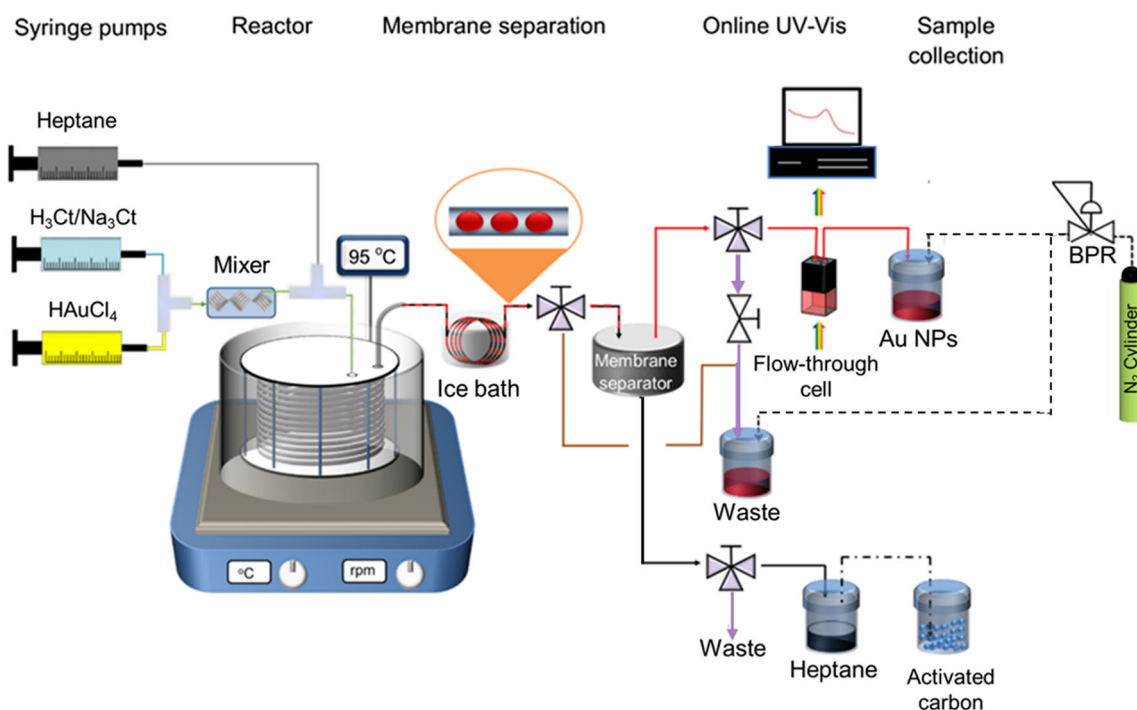 Syringe pumps
Reactor
Membrane separation
Online UV-Vis
Sample
collection
Heptane
H₃Ct/Na₃Ct
HAuCl₄
Mixer
95 °C
Ice bath
Membrane
separator
Flow-through
cell
Au NPs
BPR
N₂ Cylinder
Waste
°C
rpm
Waste
Heptane
Activated
carbon